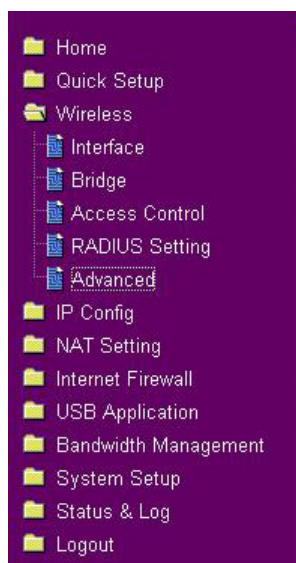 Home
Quick Setup
Wireless
Interface
Bridge
Access Control
RADIUS Setting
Advanced
IP Config
NAT Setting
Internet Firewall
USB Application
Bandwidth Management
System Setup
Status & Log
Logout